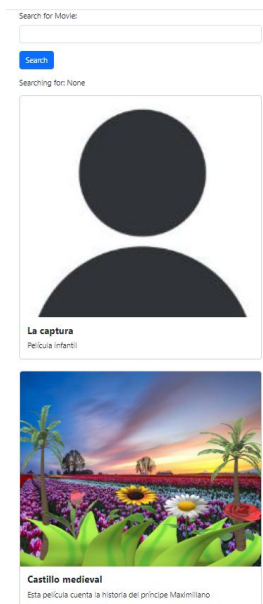 Search for Movie:
Search
Searching for: None
La captura
Película infantil
Castillo medieval
Esta película cuenta la historia del príncipe Maximiliano